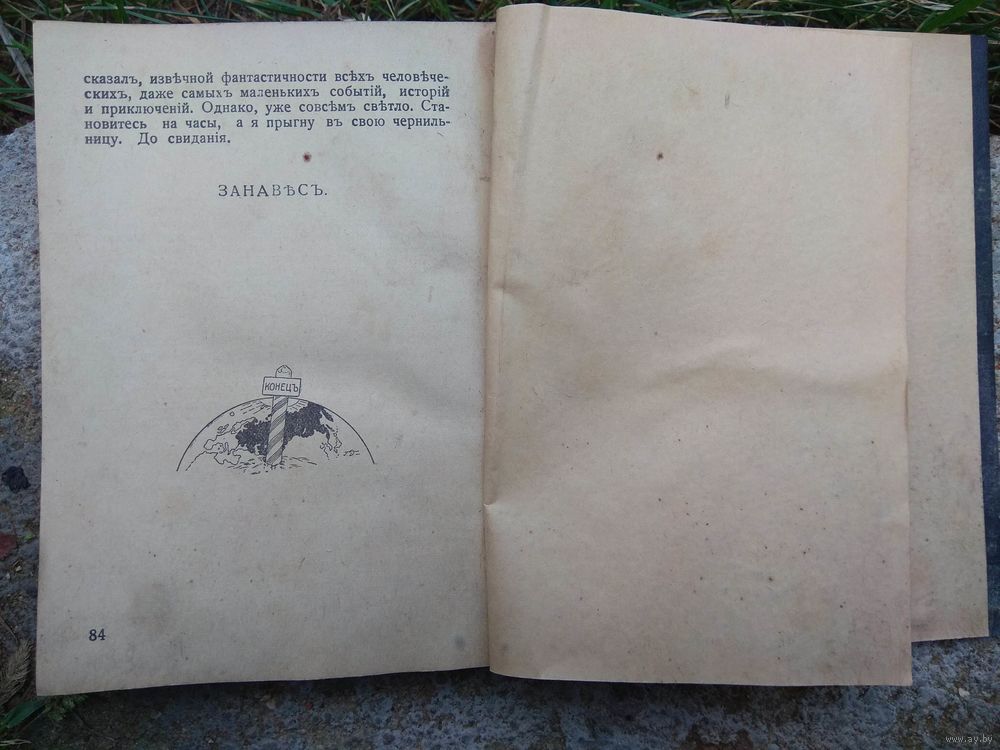 сказалъ, извѣчной фантастичности всѣхъ человѣче-
скихъ, даже самыхъ маленькихъ событій, исторій
и приключеній. Однако, уже совсѣмъ свѣтло. Ста-
новитесь на часы, а я прыгну въ свою черниль-
ницу. До свиданія.
ЗАНАВѢСЪ.
КОНЕЦЪ
84
www.ay.by